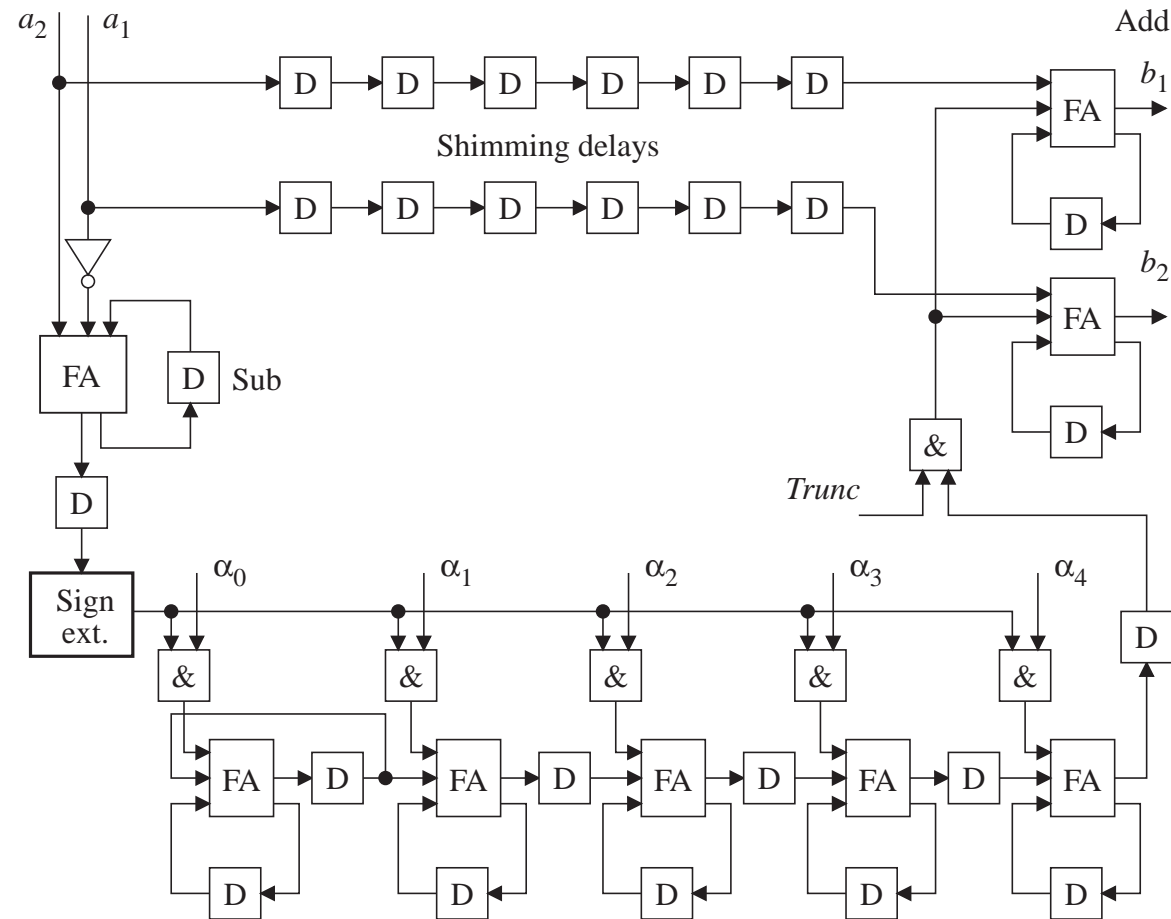 a₂ a₁ Add
D D D D D D FA b₁
Shimming delays
D D D D D D D
b₂
FA
FA D Sub
D
&
D Trunc
α₀ α₁ α₂ α₃ α₄
Sign
ext.
D
& & & & &
FA D FA D FA D FA D FA
D D D D D